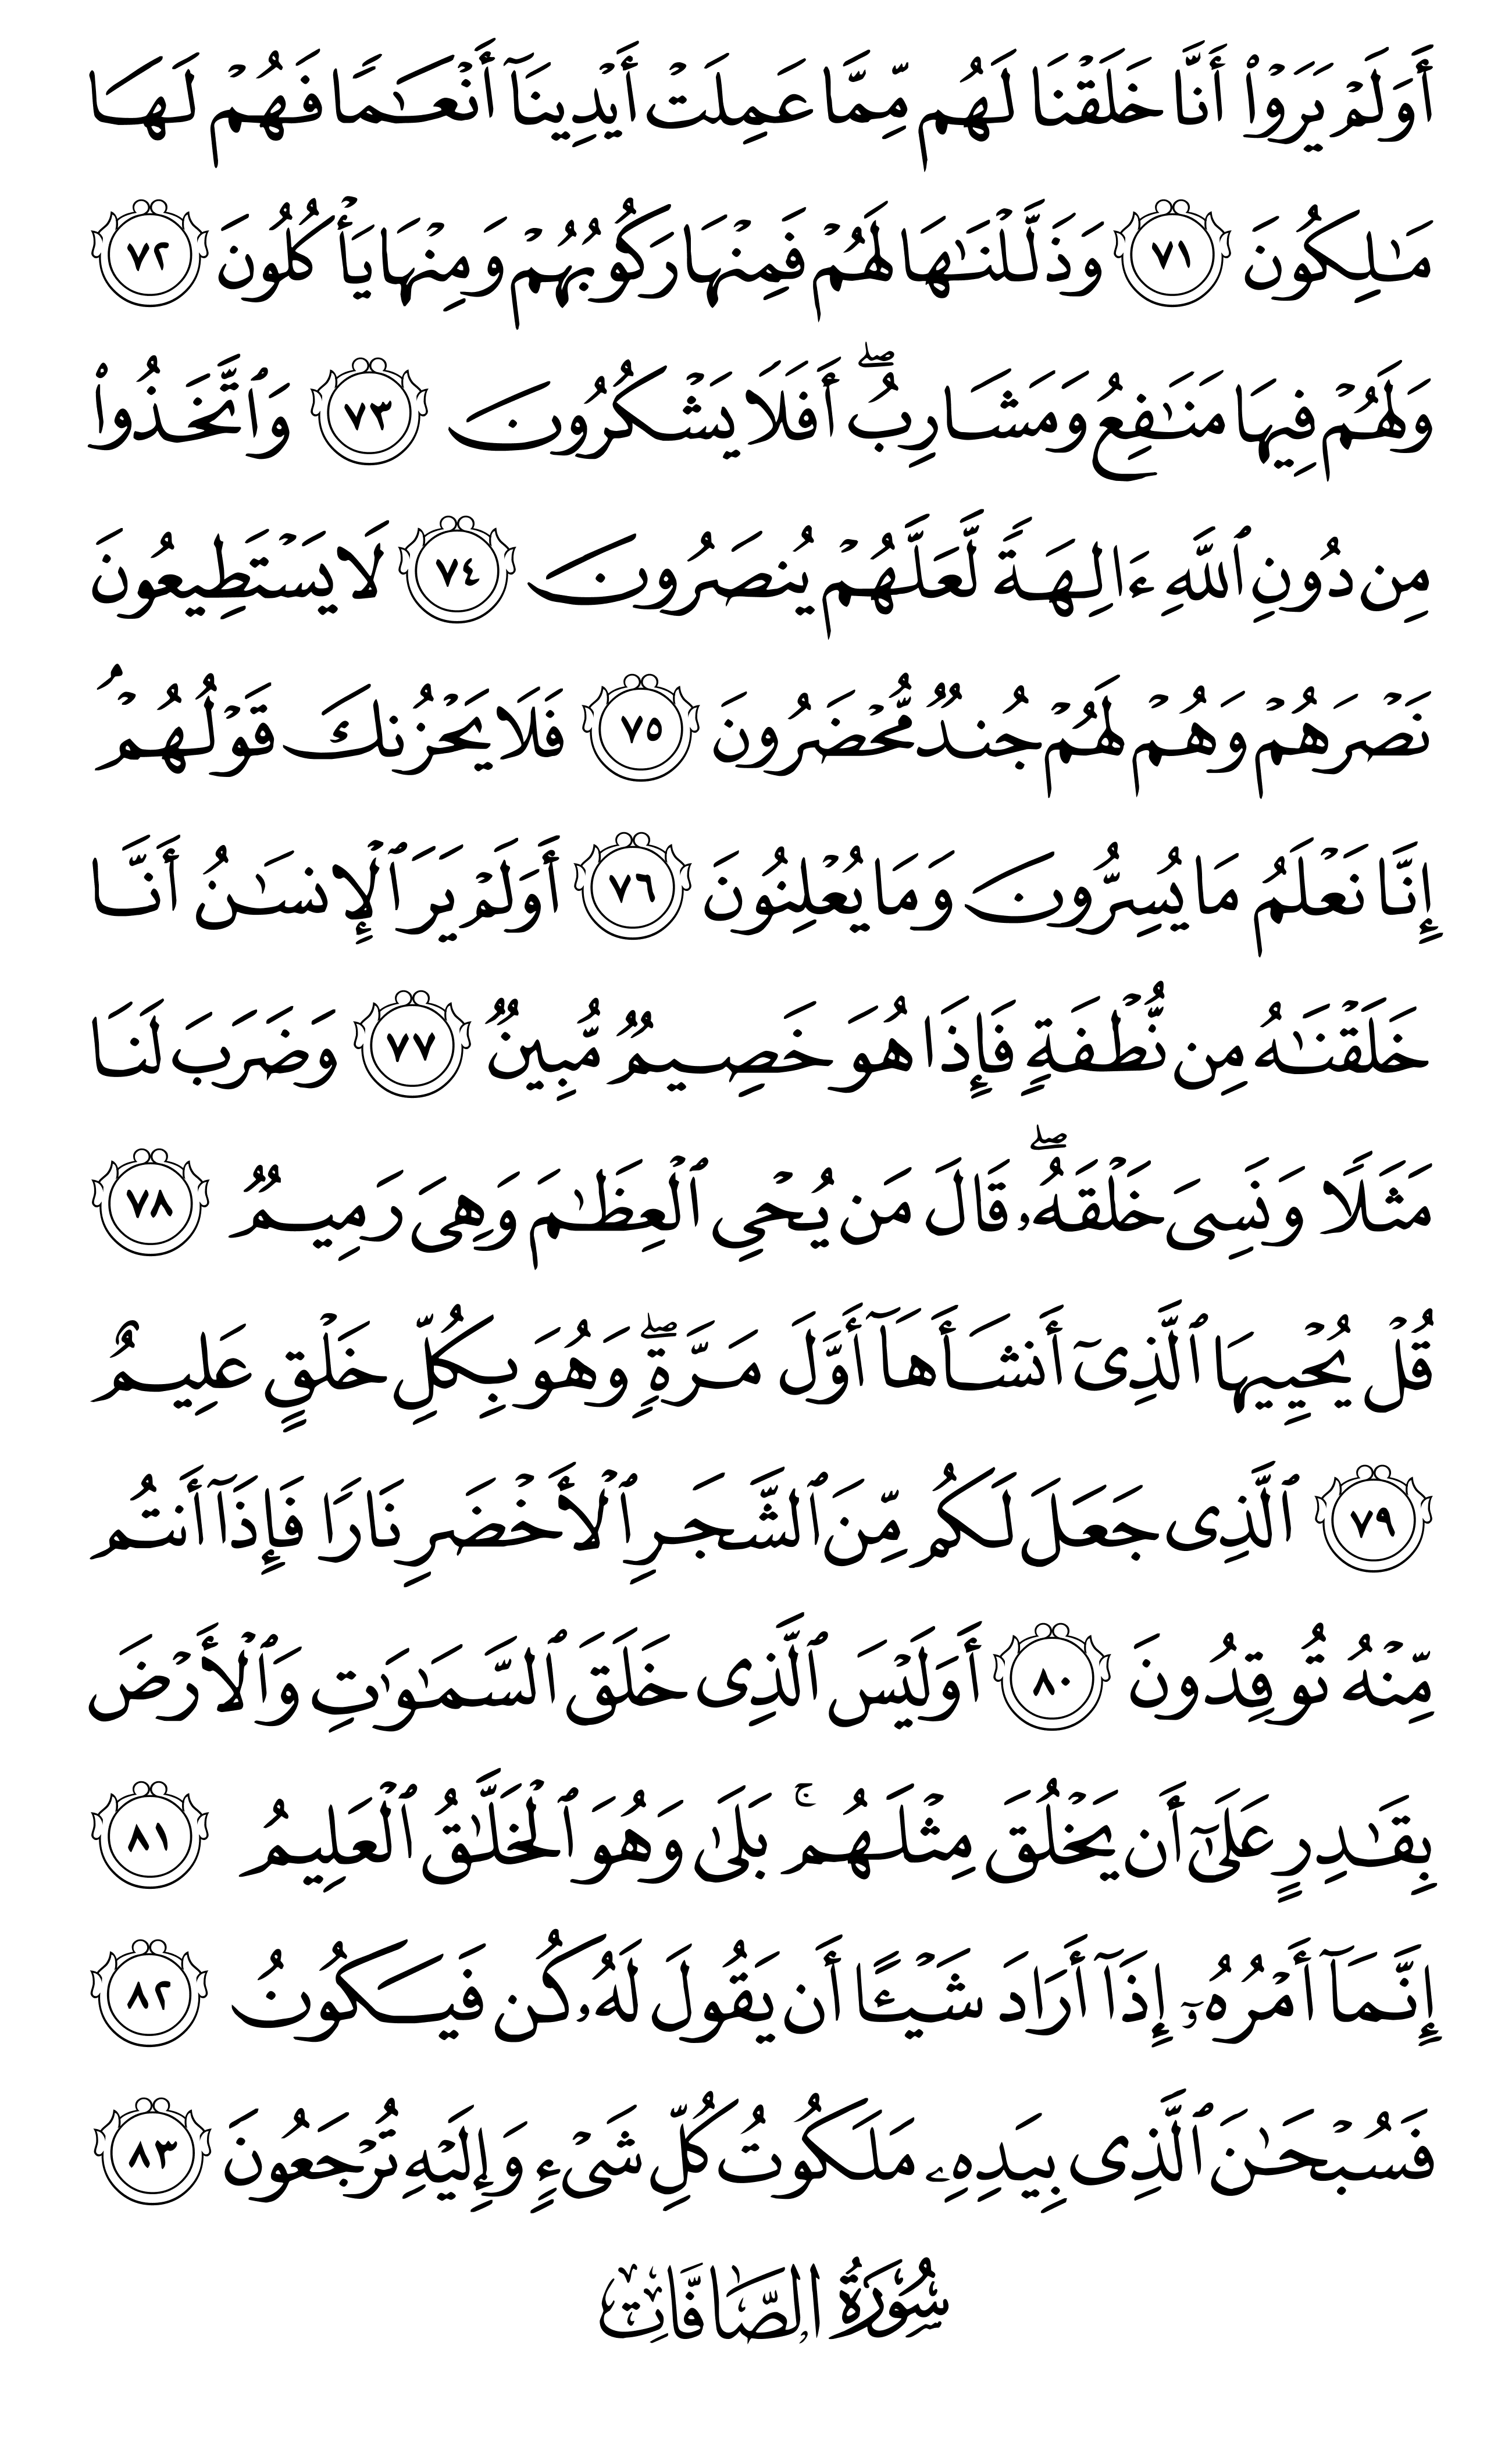 أَوَلَمْ يَرَوْا۟ أَنَّا خَلَقْنَا لَهُم مِّمَّا عَمِلَتْ أَيْدِينَآ أَنْعَـٰمًا فَهُمْ لَهَا
مَـٰلِكُونَ ٧١ وَذَلَّلْنَـٰهَا لَهُمْ فَمِنْهَا رَكُوبُهُمْ وَمِنْهَا يَأْكُلُونَ ٧٢
وَلَهُمْ فِيهَا مَنَـٰفِعُ وَمَشَارِبُ ۖ أَفَلَا يَشْكُرُونَ ٧٣ وَٱتَّخَذُوا۟
مِن دُونِ ٱللَّهِ ءَالِهَةً لَّعَلَّهُمْ يُنصَرُونَ ٧٤ لَا يَسْتَطِيعُونَ
نَصْرَهُمْ وَهُمْ لَهُمْ جُندٌ مُّحْضَرُونَ ٧٥ فَلَا يَحْزُنكَ قَوْلُهُمْ ۘ
إِنَّا نَعْلَمُ مَا يُسِرُّونَ وَمَا يُعْلِنُونَ ٧٦ أَوَلَمْ يَرَ ٱلْإِنسَـٰنُ أَنَّا
خَلَقْنَـٰهُ مِن نُّطْفَةٍ فَإِذَا هُوَ خَصِيمٌ مُّبِينٌ ٧٧ وَضَرَبَ لَنَا
مَثَلًا وَنَسِىَ خَلْقَهُۥ ۖ قَالَ مَن يُحْىِ ٱلْعِظَـٰمَ وَهِىَ رَمِيمٌ ٧٨
قُلْ يُحْيِيهَا ٱلَّذِىٓ أَنشَأَهَآ أَوَّلَ مَرَّةٍ ۖ وَهُوَ بِكُلِّ خَلْقٍ عَلِيمٌ
٧٩ ٱلَّذِى جَعَلَ لَكُم مِّنَ ٱلشَّجَرِ ٱلْأَخْضَرِ نَارًا فَإِذَآ أَنتُم
مِّنْهُ تُوقِدُونَ ٨٠ أَوَلَيْسَ ٱلَّذِى خَلَقَ ٱلسَّمَـٰوَٰتِ وَٱلْأَرْضَ
بِقَـٰدِرٍ عَلَىٰٓ أَن يَخْلُقَ مِثْلَهُم ۚ بَلَىٰ وَهُوَ ٱلْخَلَّـٰقُ ٱلْعَلِيمُ ٨١
إِنَّمَآ أَمْرُهُۥٓ إِذَآ أَرَادَ شَيْـًٔا أَن يَقُولَ لَهُۥ كُن فَيَكُونُ ٨٢
فَسُبْحَـٰنَ ٱلَّذِى بِيَدِهِۦ مَلَكُوتُ كُلِّ شَىْءٍ وَإِلَيْهِ تُرْجَعُونَ ٨٣
سُورَةُ الصَّافَّاتِ